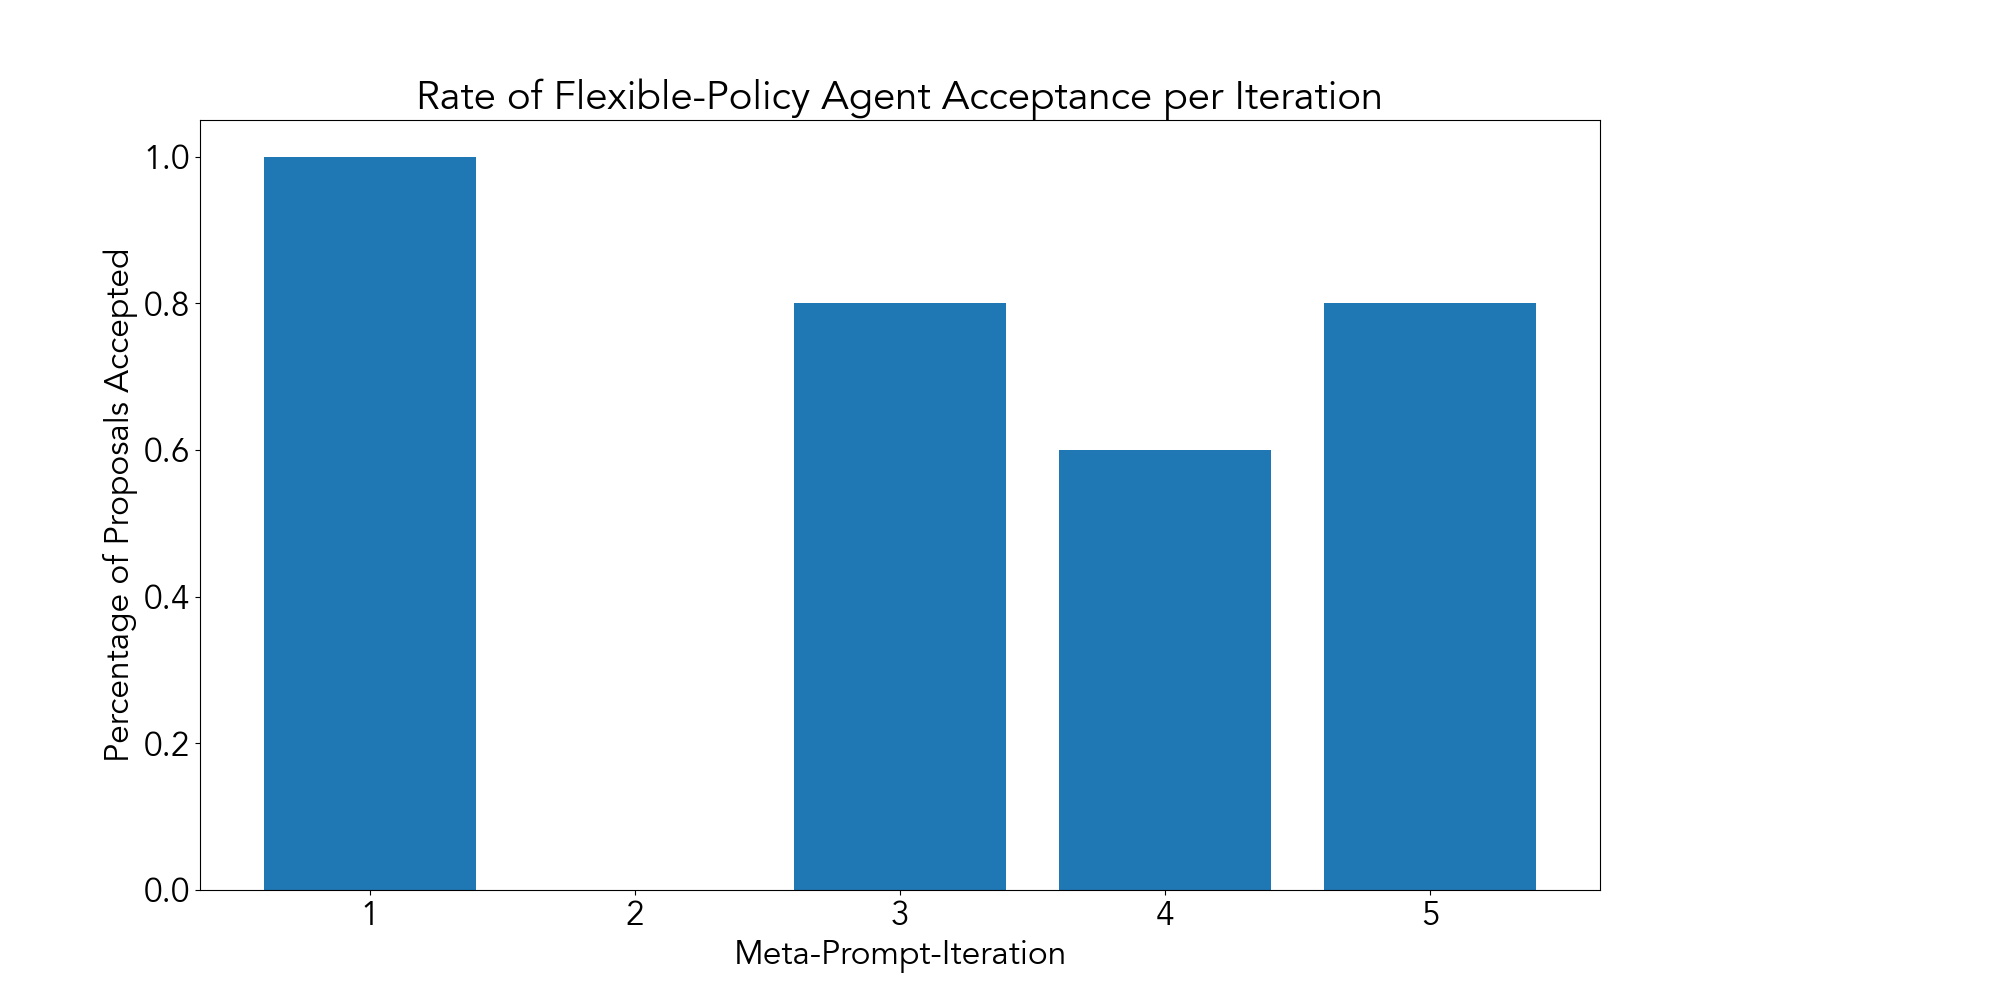 Rate of Flexible-Policy Agent Acceptance per Iteration
Percentage of Proposals Accepted
1.0
0.8
0.6
0.4
0.2
0.0
1 2 3 4 5
Meta-Prompt-Iteration